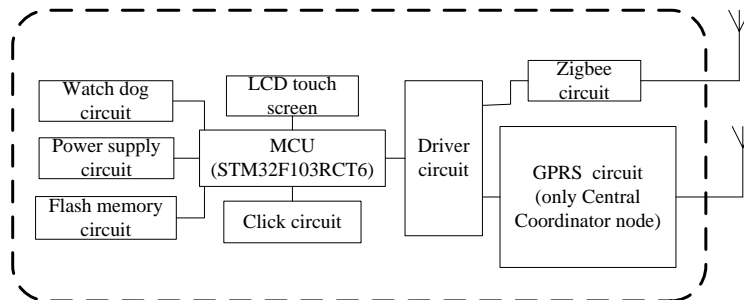 Watch dog
circuit
Power supply
circuit
Flash memory
circuit
LCD touch
screen
MCU
(STM32F103RCT6)
Click circuit
Driver
circuit
Zigbee
circuit
GPRS circuit
(only Central
Coordinator node)